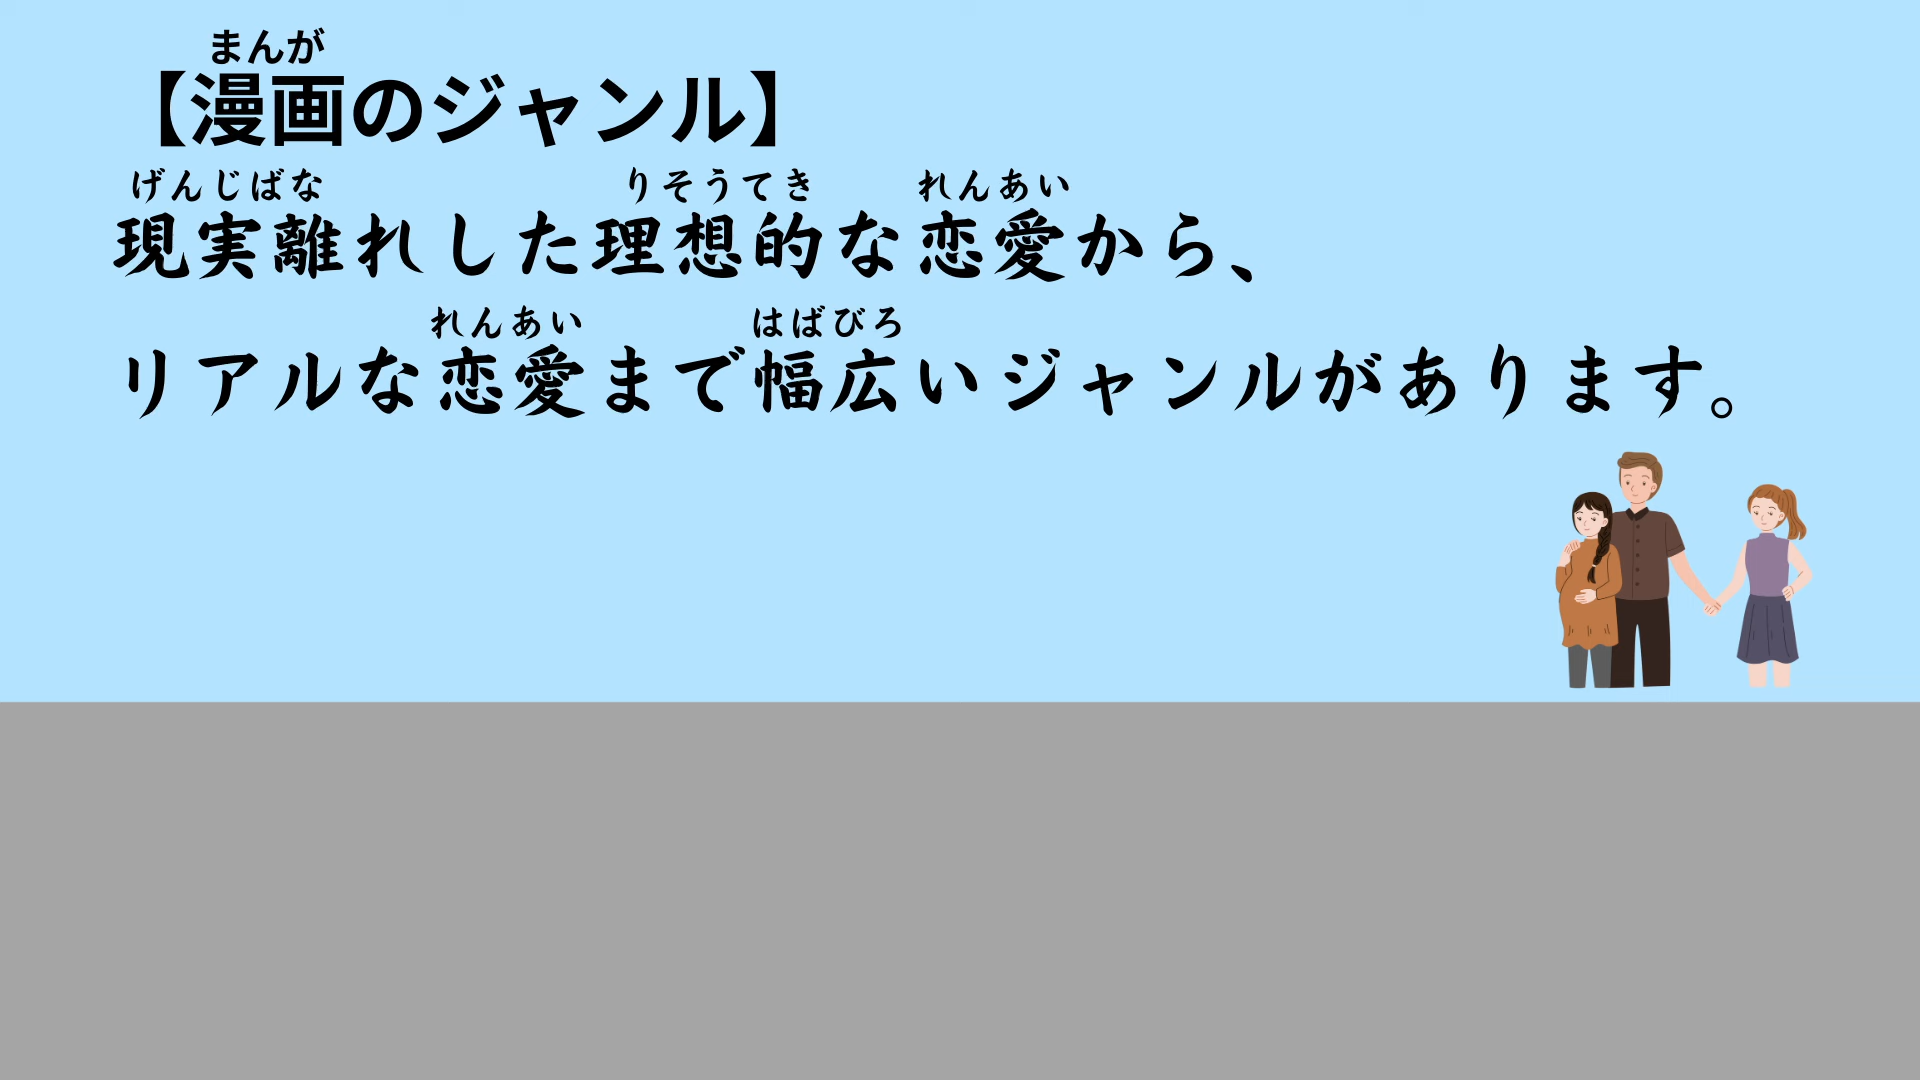 まんが
【漫画のジャンル】
げんじばな りそうてき れんあい
現実離れした理想的な恋愛から、
れんあい はばびろ
リアルな恋愛まで幅広いジャンルがあります。